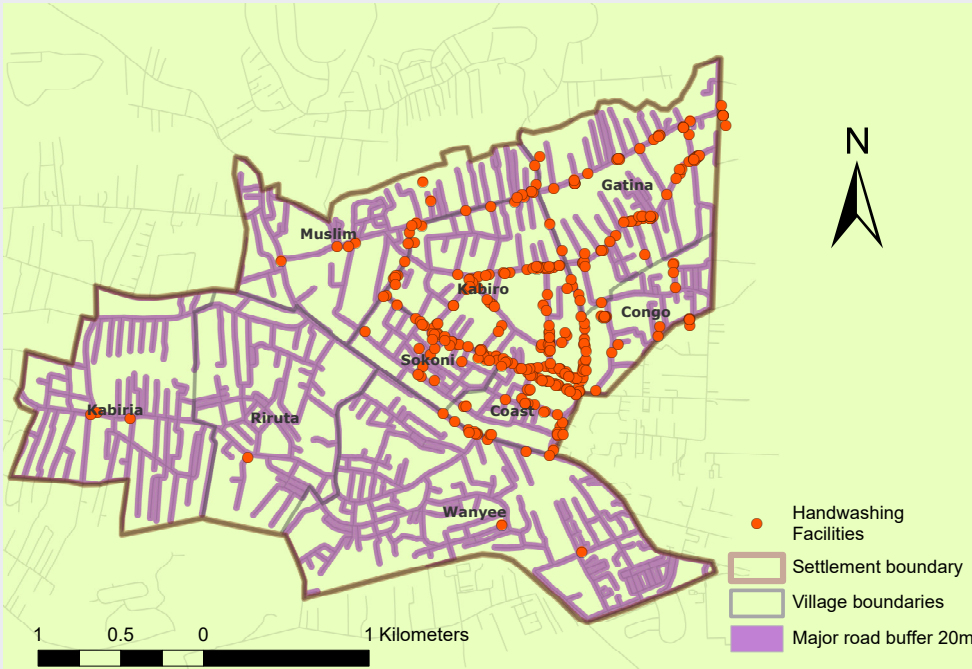 N
Gatina
Muslim
Kabiro
Congo
Sokoni
Kabiria
Riruta
Coast
Wanyee
Handwashing
Facilities
Settlement boundary
Village boundaries
Major road buffer 20m
1 0.5 0 1 Kilometers